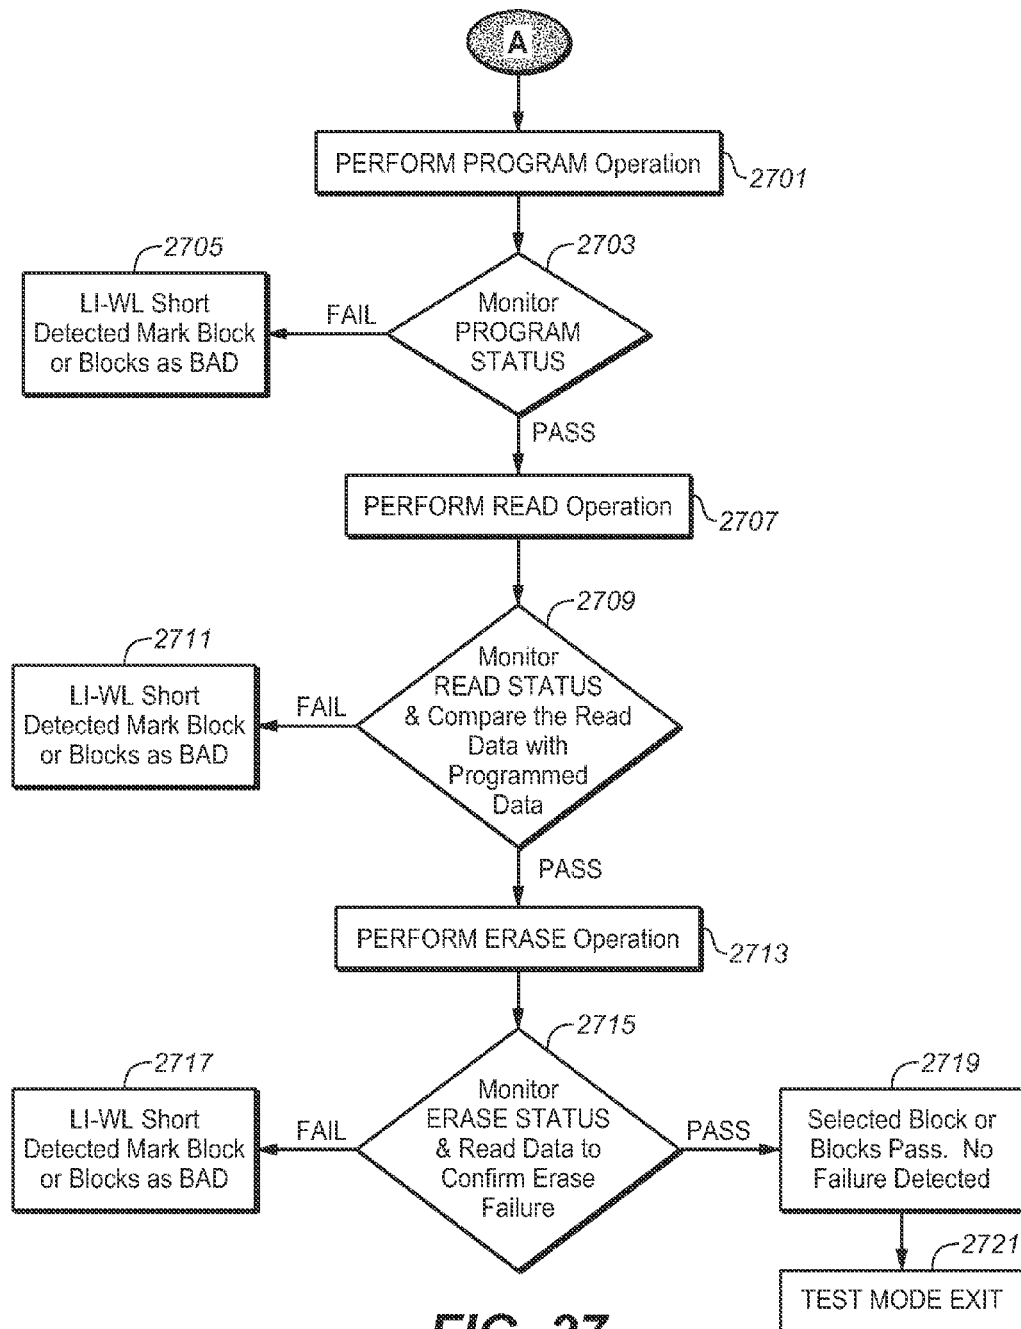 A
PERFORM PROGRAM Operation
2701
2703
2705
LI-WL Short
Detected Mark Block
or Blocks as BAD
FAIL
Monitor
PROGRAM
STATUS
PASS
PERFORM READ Operation
2707
2709
2711
LI-WL Short
Detected Mark Block
or Blocks as BAD
FAIL
Monitor
READ STATUS
& Compare the Read
Data with
Programmed
Data
PASS
PERFORM ERASE Operation
2713
2715
2717
LI-WL Short
Detected Mark Block
or Blocks as BAD
FAIL
Monitor
ERASE STATUS
& Read Data to
Confirm Erase
Failure
PASS
2719
Selected Block or
Blocks Pass. No
Failure Detected
2721
TEST MODE EXIT
FIG. 27